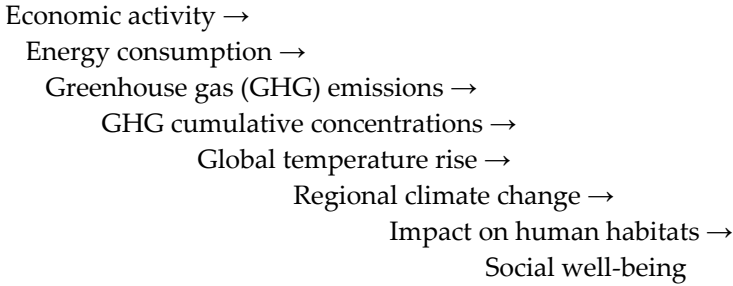 Economic activity →
Energy consumption →
Greenhouse gas (GHG) emissions →
GHG cumulative concentrations →
Global temperature rise →
Regional climate change →
Impact on human habitats →
Social well-being